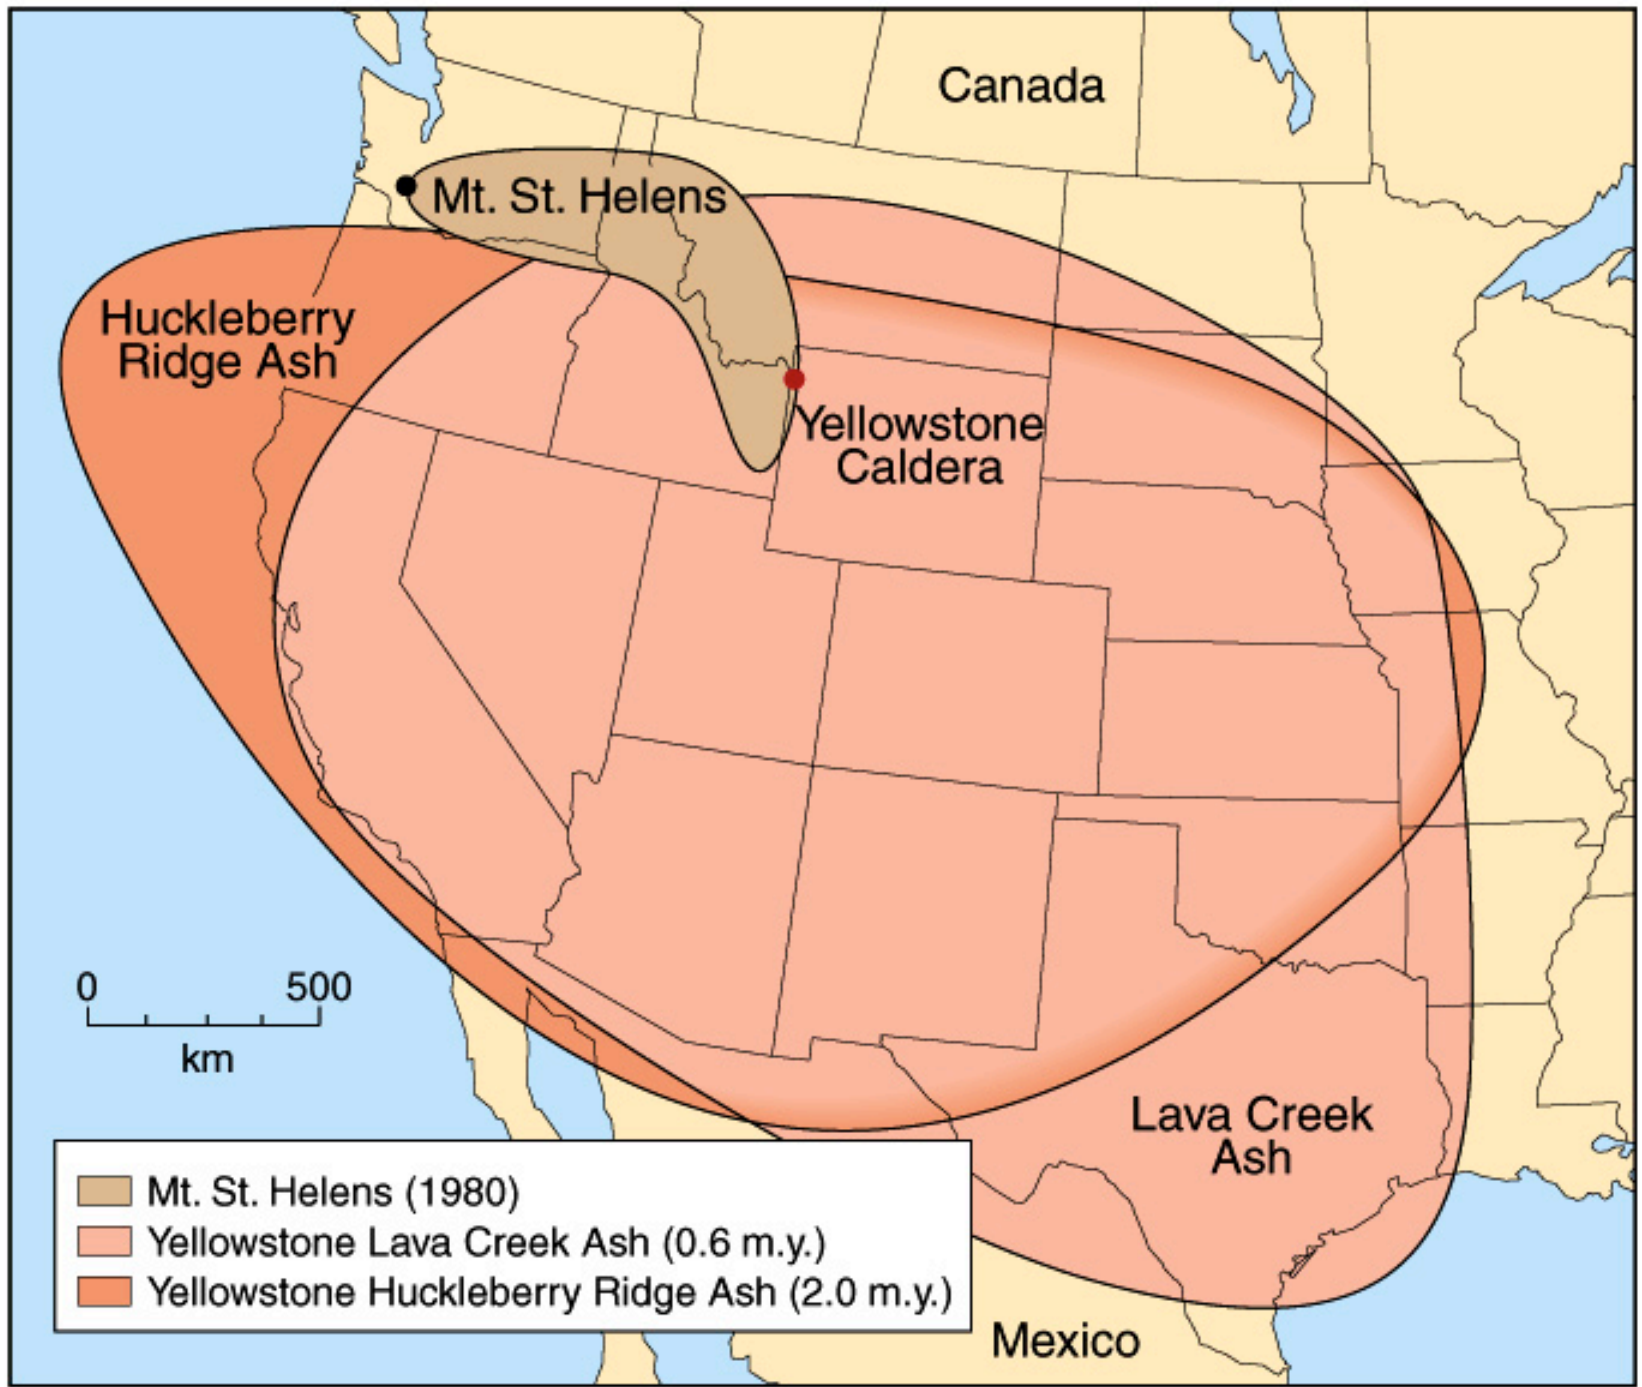 Canada
Mt. St. Helens
Huckleberry
Ridge Ash
Yellowstone
Caldera
0 500
km
Lava Creek
Ash
Mt. St. Helens (1980)
Yellowstone Lava Creek Ash (0.6 m.y.)
Yellowstone Huckleberry Ridge Ash (2.0 m.y.)
Mexico